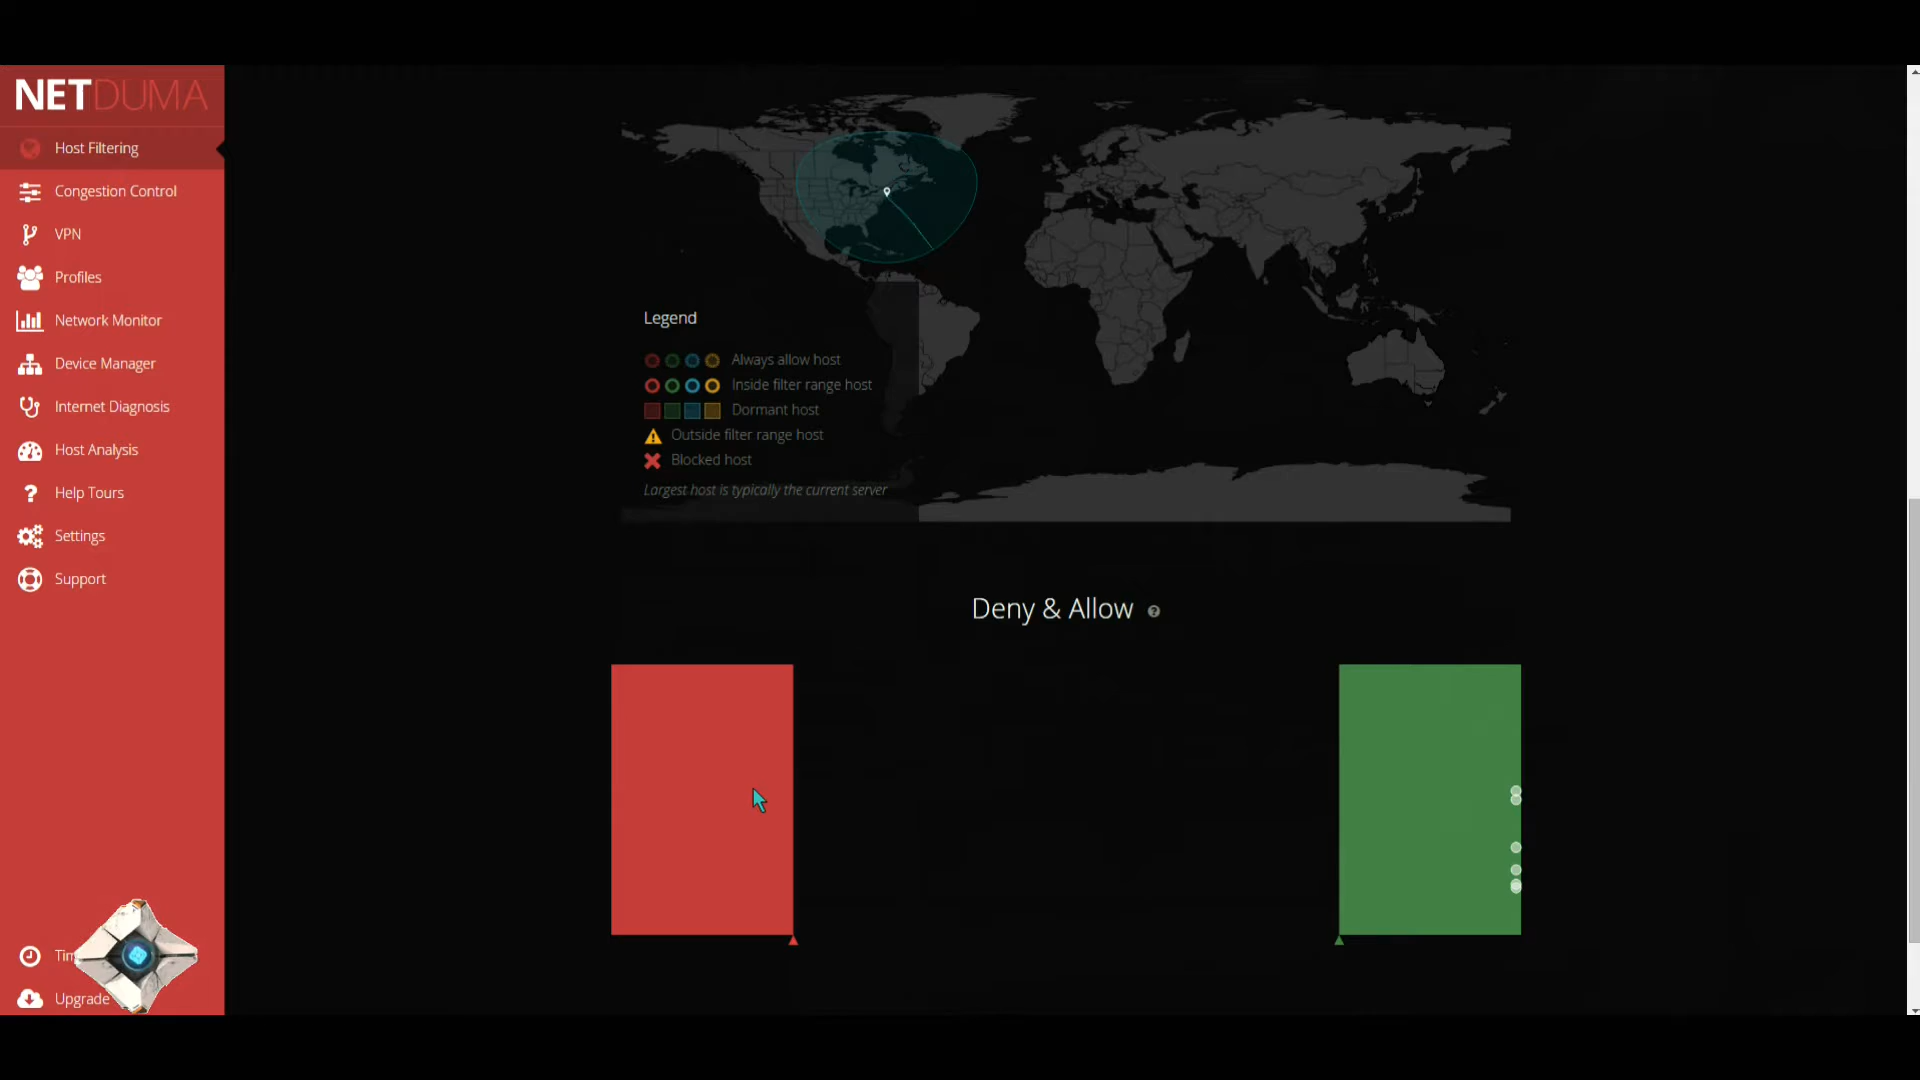 NETDUMA
Host Filtering
Congestion Control
VPN
Profiles
Network Monitor
Device Manager
Internet Diagnosis
Host Analysis
Help Tours
Settings
Support
Upgrade
Legend
Always allow host
Inside filter range host
Dormant host
Outside filter range host
Blocked host
Largest host is typically the current server
Deny & Allow